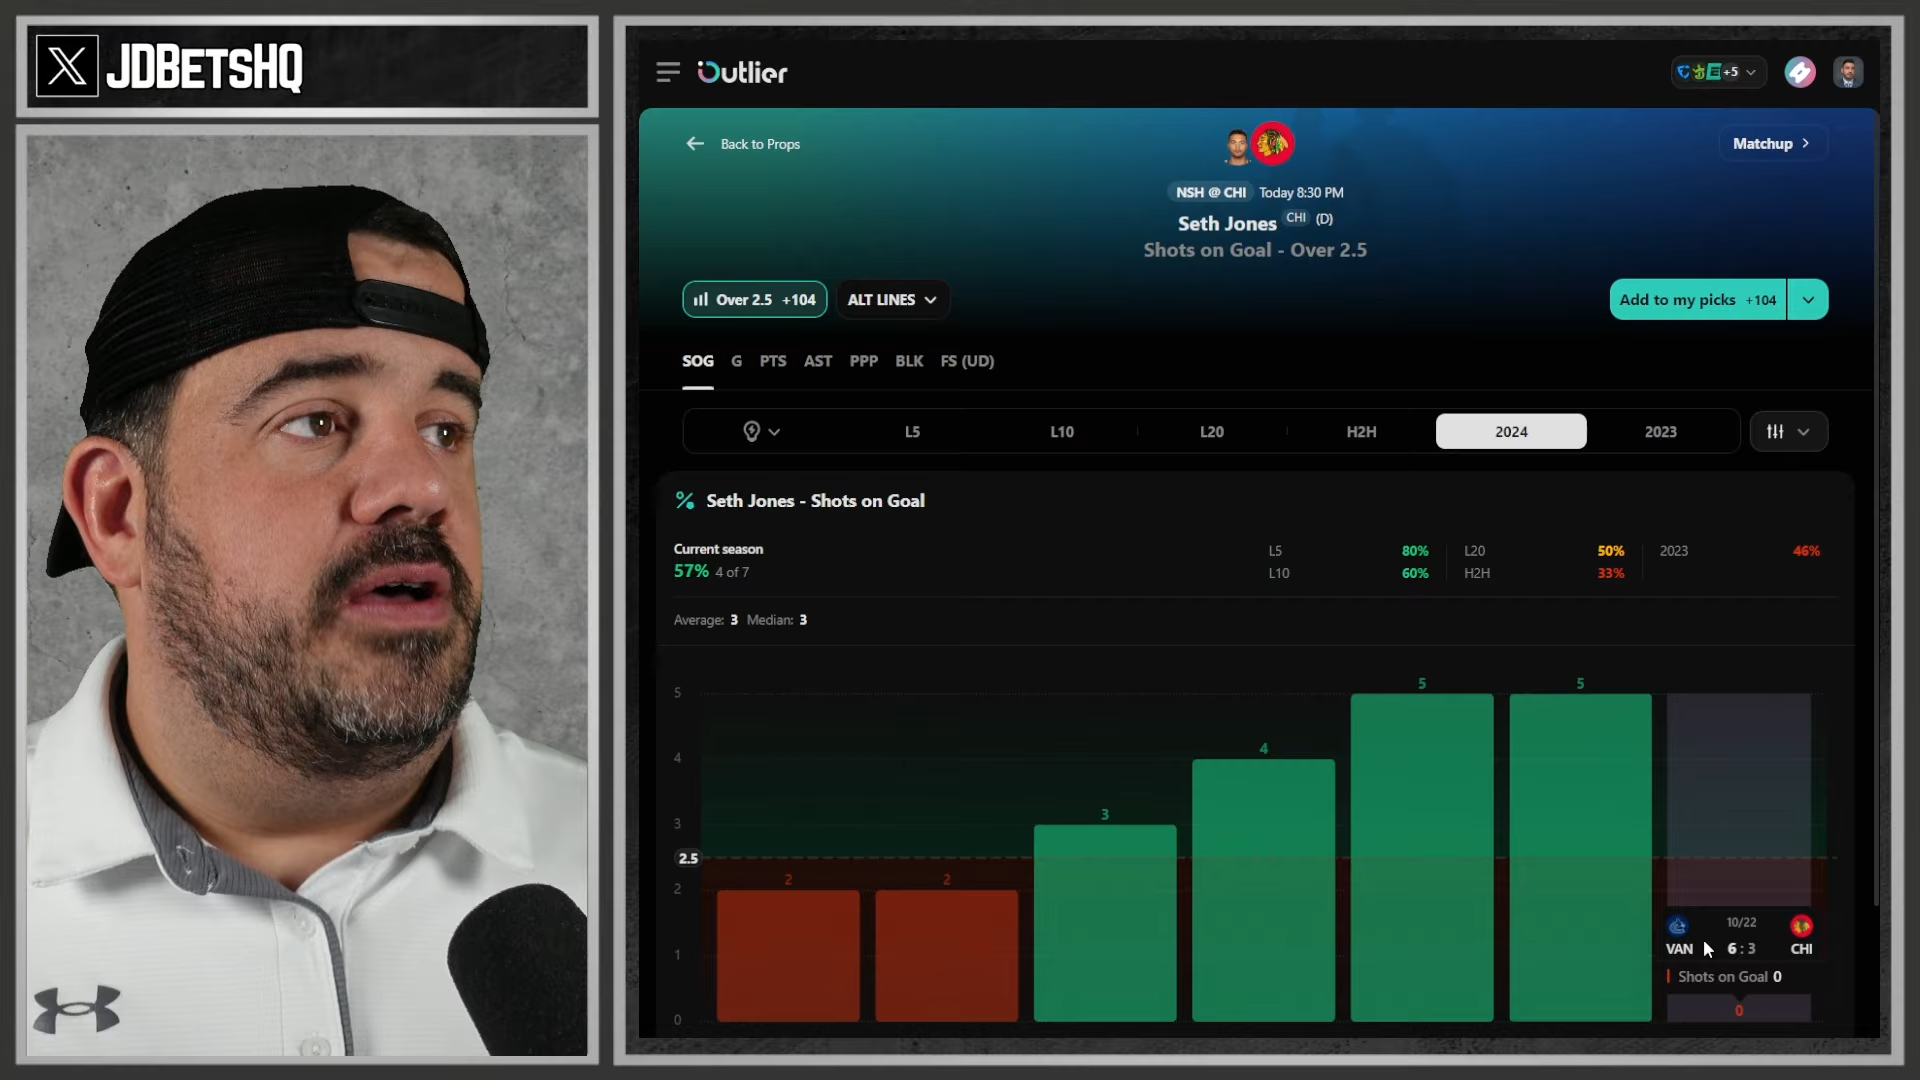 X JDBetsHQ
Outlier
+5
Back to Props
Matchup
NSH @ CHI Today 8:30 PM
Seth Jones CHI (D)
Shots on Goal - Over 2.5
Over 2.5 +104
ALT LINES
Add to my picks +104
SOG G PTS AST PPP BLK FS (UD)
L5 L10 L20 H2H 2024 2023
Seth Jones - Shots on Goal
Current season
57% 4 of 7
L5 80% L20 50% 2023 46%
L10 60% H2H 33%
Average: 3 Median: 3
5
4
3
2.5
2
1
0
2
2
3
4
5
5
10/22
VAN 6 : 3 CHI
Shots on Goal 0
0